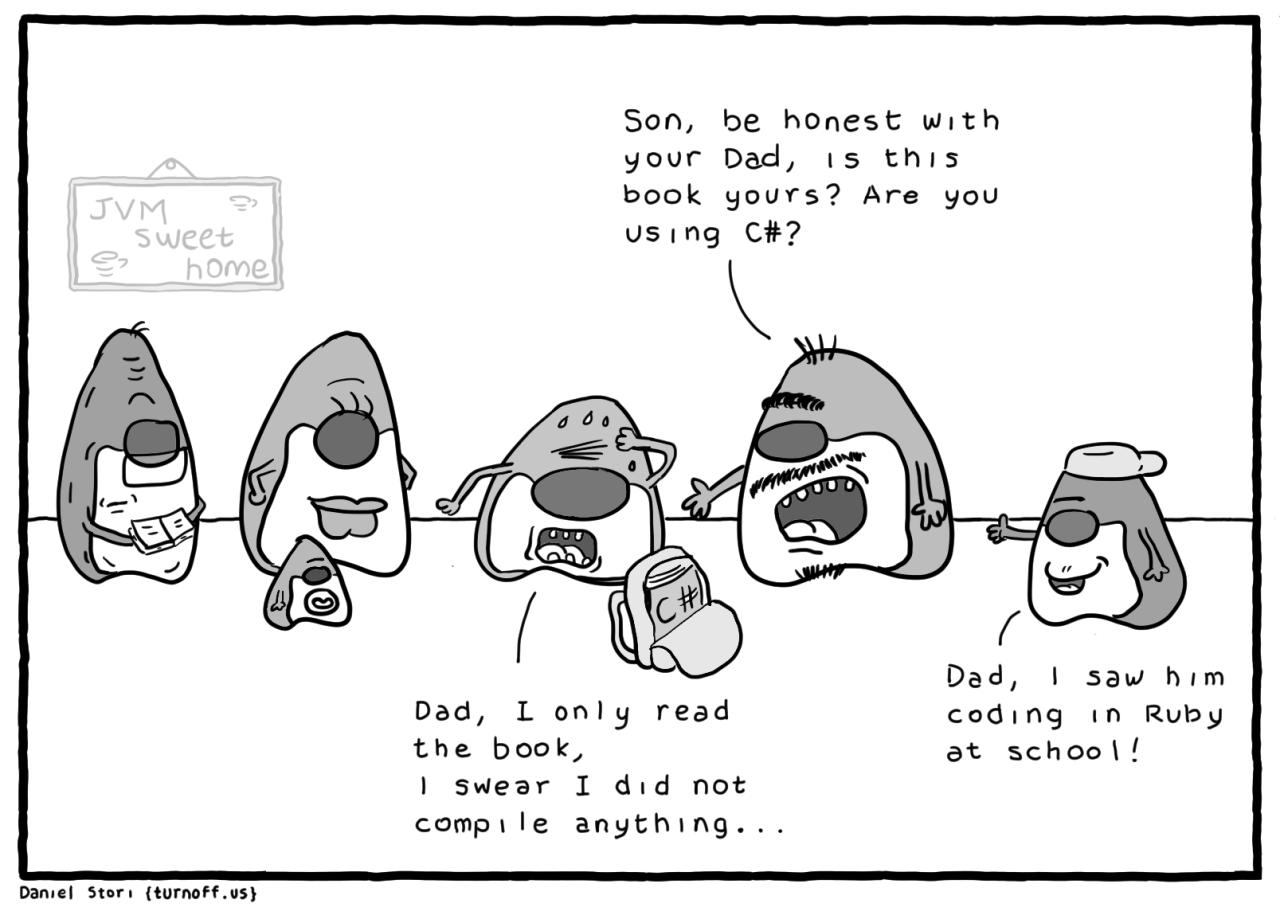 Son, be honest with
your Dad, is this
book yours? Are you
using C#?
JVM
sweet
home
C#
Dad, I only read
the book,
I swear I did not
compile anything...
Dad, I saw him
coding in Ruby
at school!
Daniel Stori {turnoff.us}